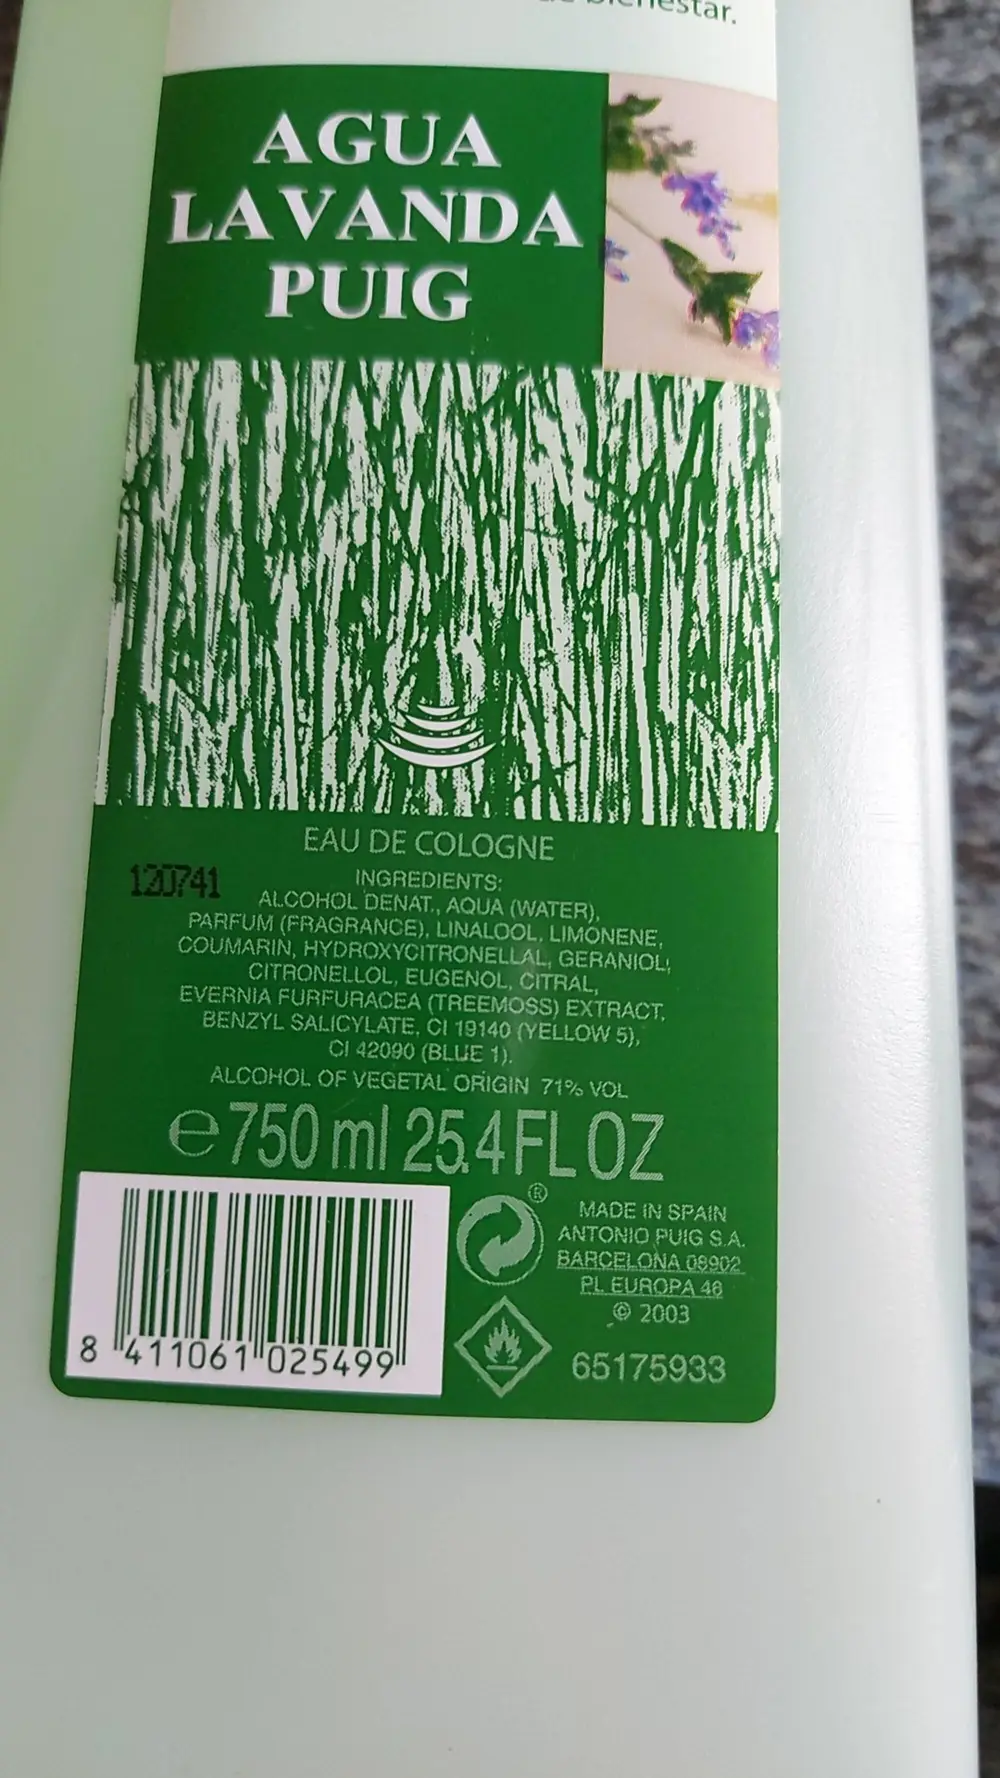 bienestar.
AGUA
LAVANDA
PUIG
EAU DE COLOGNE
120741
INGREDIENTS:
ALCOHOL DENAT., AQUA (WATER),
PARFUM (FRAGRANCE), LINALOOL, LIMONENE,
COUMARIN, HYDROXYCITRONELLAL, GERANIOL,
CITRONELLOL, EUGENOL, CITRAL,
EVERNIA FURFURACEA (TREEMOSS) EXTRACT,
BENZYL SALICYLATE, CI 19140 (YELLOW 5),
CI 42090 (BLUE 1).
ALCOHOL OF VEGETAL ORIGIN 71% VOL
℮ 750 ml 25.4 FL OZ
®
MADE IN SPAIN
ANTONIO PUIG S.A.
BARCELONA 08902
PL EUROPA 46
© 2003
65175933
8 411061 025499